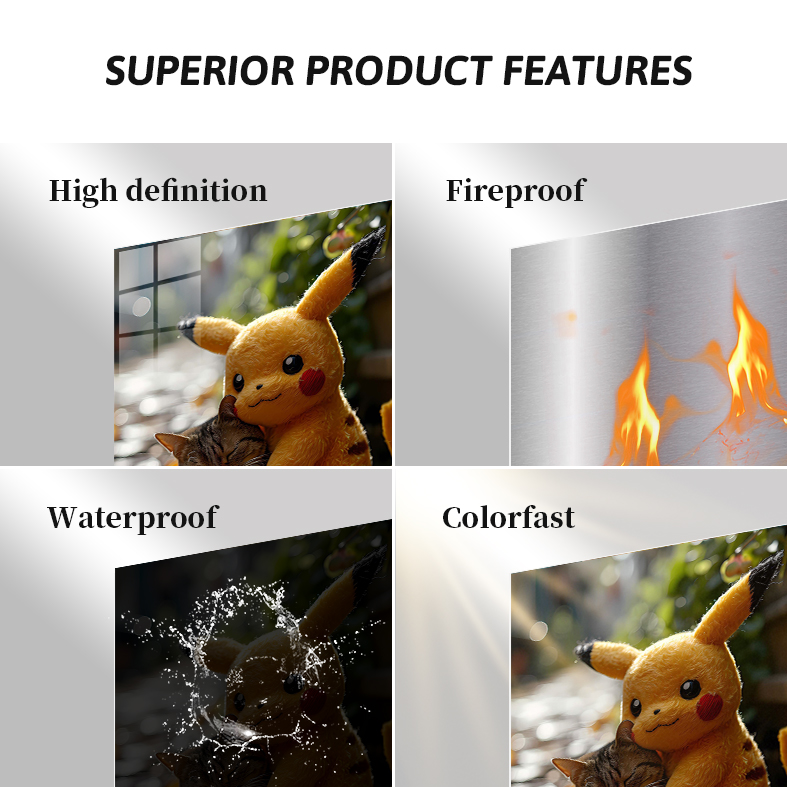 SUPERIOR PRODUCT FEATURES
High definition
Fireproof
Waterproof
Colorfast